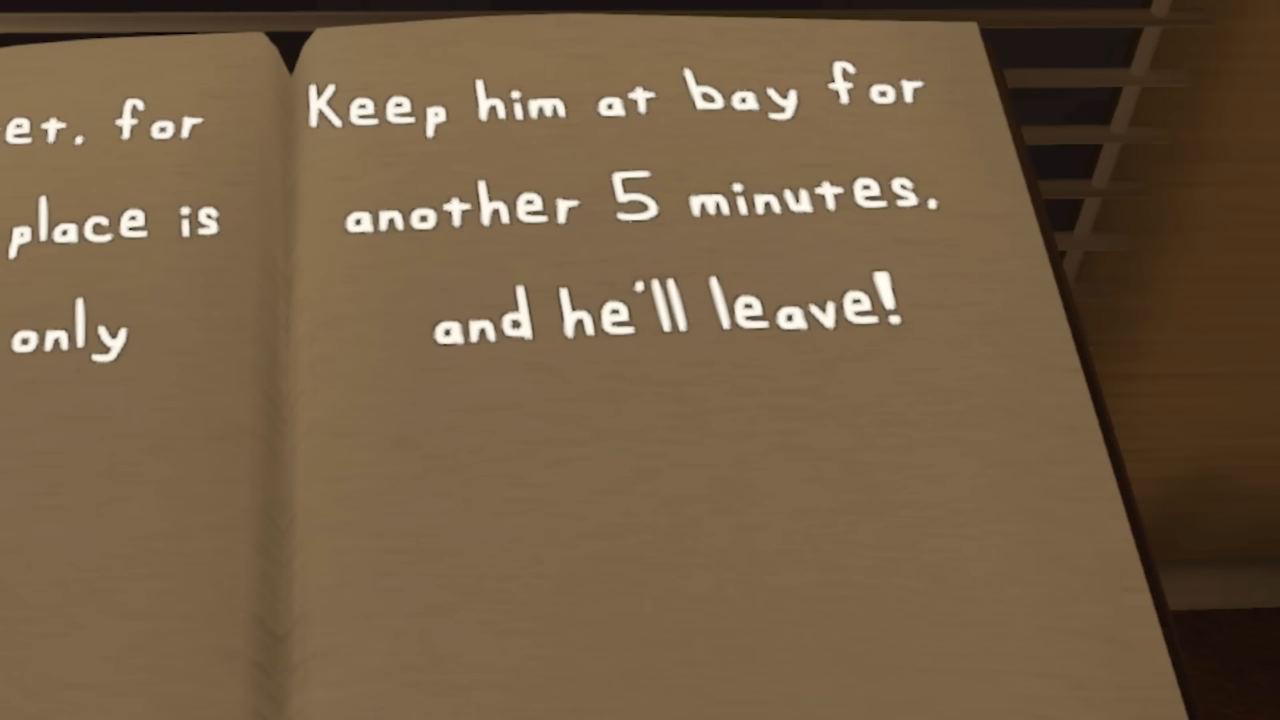 et. for
place is
only
Keep him at bay for
another 5 minutes.
and he'll leave!